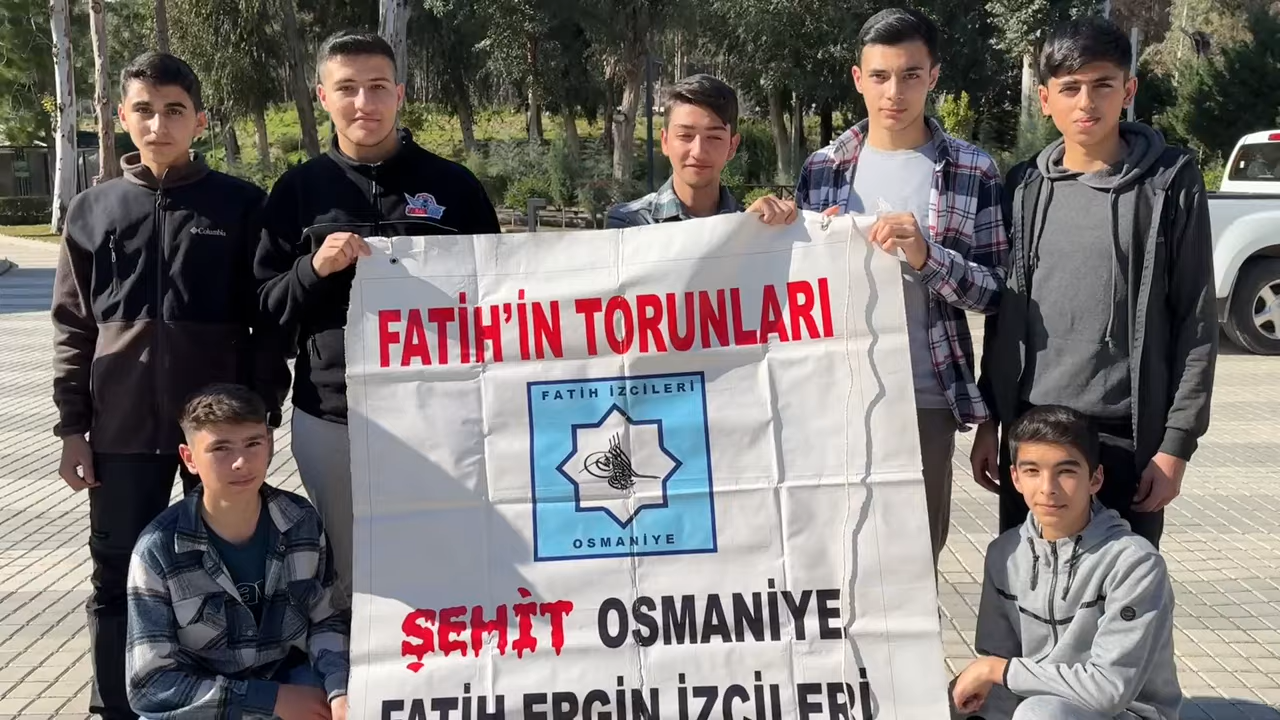 Columbia
FATİH'İN TORUNLARI
FATİH İZCİLERİ
OSMANİYE
ŞEHİT OSMANİYE
FATİH ERGİN İZCİLERİ